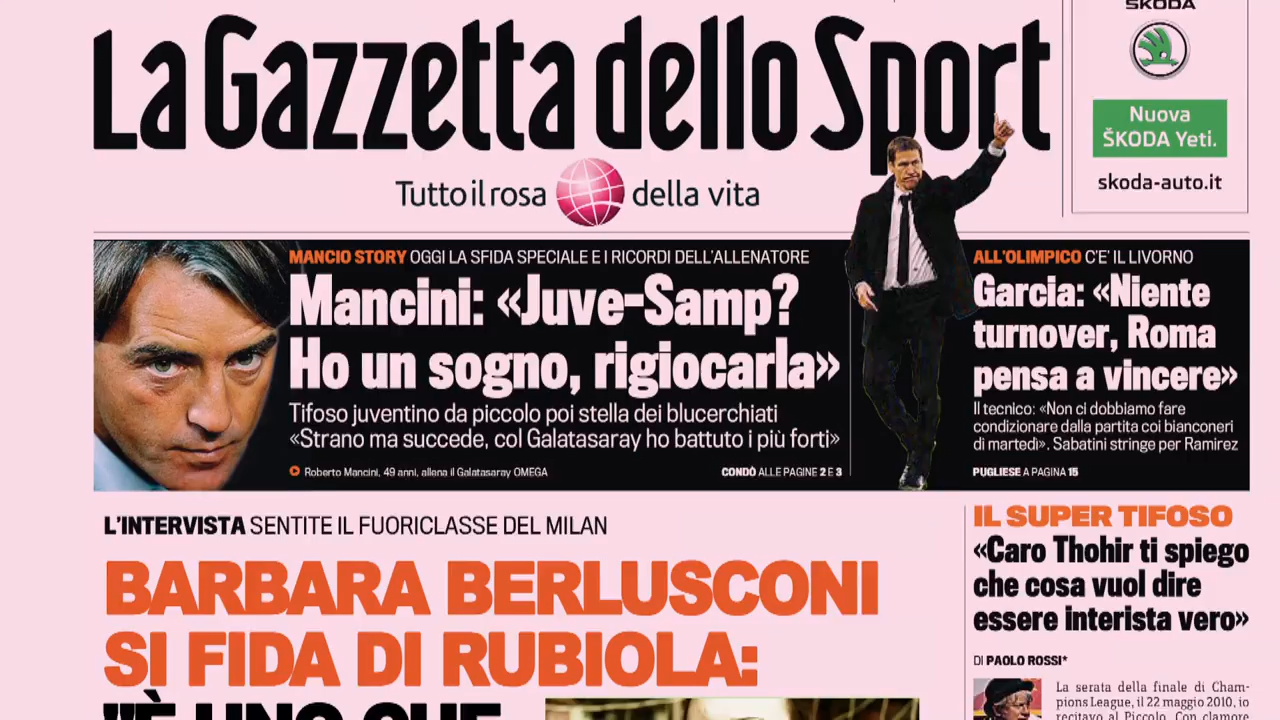 La Gazzetta dello Sport
Tutto il rosa della vita
ŠKODA
Nuova
ŠKODA Yeti.
skoda-auto.it
MANCIO STORY OGGI LA SFIDA SPECIALE E I RICORDI DELL'ALLENATORE
Mancini: «Juve-Samp?
Ho un sogno, rigiocarla»
Tifoso juventino da piccolo poi stella dei blucerchiati
«Strano ma succede, col Galatasaray ho battuto i più forti»
Roberto Mancini, 49 anni, allena il Galatasaray OMEGA
CONDÒ ALLE PAGINE 2 E 3
ALL'OLIMPICO C'E' IL LIVORNO
Garcia: «Niente
turnover, Roma
pensa a vincere»
Il tecnico: «Non ci dobbiamo fare
condizionare dalla partita coi bianconeri
di martedì». Sabatini stringe per Ramirez
PUGLIESE A PAGINA 15
L'INTERVISTA SENTITE IL FUORICLASSE DEL MILAN
BARBARA BERLUSCONI
SI FIDA DI RUBIOLA:
"È UNO CHE
IL SUPER TIFOSO
«Caro Thohir ti spiego
che cosa vuol dire
essere interista vero»
DI PAOLO ROSSI*
La serata della finale di Cham-
pions League, il 22 maggio 2010, io
recitavo al Piccolo. Con clamore